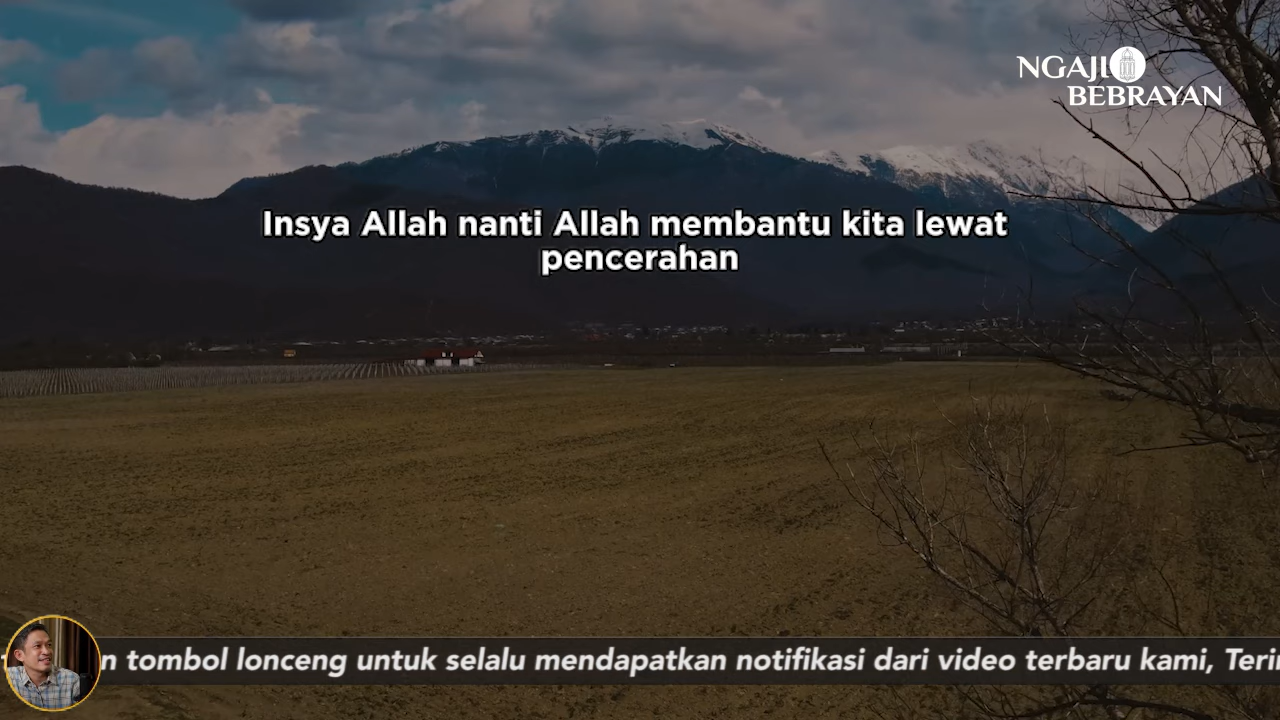 NGAJI
BEBRAYAN
Insya Allah nanti Allah membantu kita lewat
pencerahan
tombol lonceng untuk selalu mendapatkan notifikasi dari video terbaru kami,